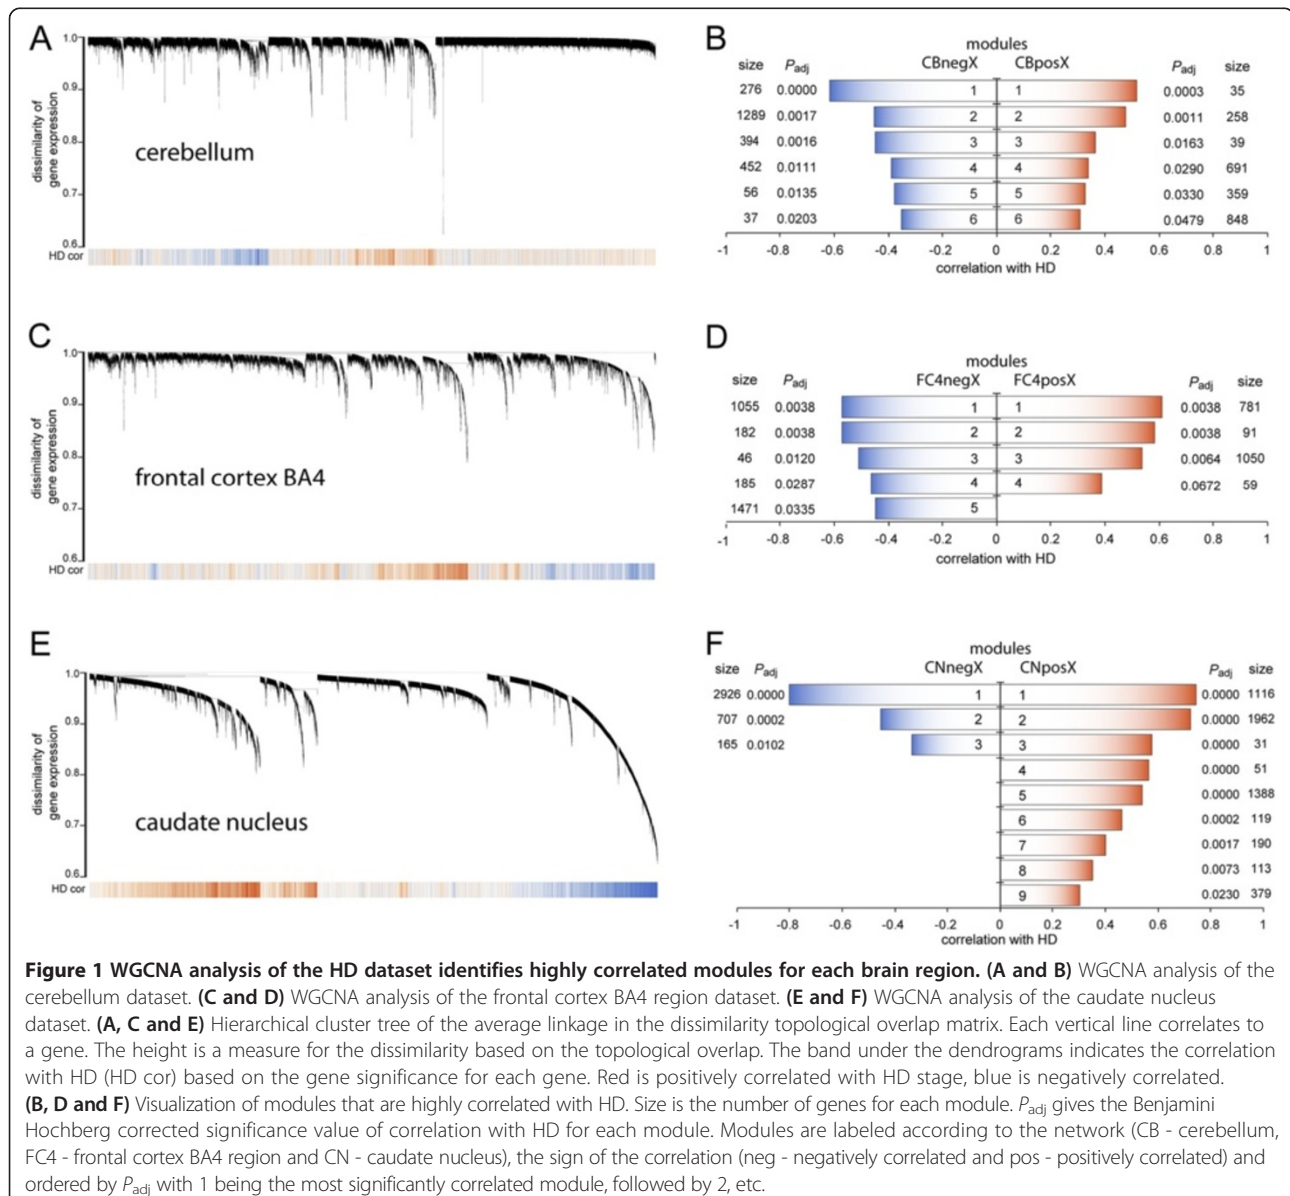 A
1.0
0.9
0.8
0.7
0.6
dissimilarity of
gene expression
cerebellum
HD cor
B
modules
size Padj CBnegX CBposX Padj size
276 0.0000 1 1 0.0003 35
1289 0.0017 2 2 0.0011 258
394 0.0016 3 3 0.0163 39
452 0.0111 4 4 0.0290 691
56 0.0135 5 5 0.0330 359
37 0.0203 6 6 0.0479 848
-1 -0.8 -0.6 -0.4 -0.2 0 0.2 0.4 0.6 0.8 1
correlation with HD
C
1.0
0.9
0.8
0.7
0.6
dissimilarity of
gene expression
frontal cortex BA4
HD cor
D
modules
size Padj FC4negX FC4posX Padj size
1055 0.0038 1 1 0.0038 781
182 0.0038 2 2 0.0038 91
46 0.0120 3 3 0.0064 1050
185 0.0287 4 4 0.0672 59
1471 0.0335 5
-1 -0.8 -0.6 -0.4 -0.2 0 0.2 0.4 0.6 0.8 1
correlation with HD
E
1.0
0.9
0.8
0.7
0.6
dissimilarity of
gene expression
caudate nucleus
HD cor
F
modules
size Padj CNnegX CNposX Padj size
2926 0.0000 1 1 0.0000 1116
707 0.0002 2 2 0.0000 1962
165 0.0102 3 3 0.0000 31
4 0.0000 51
5 0.0000 1388
6 0.0002 119
7 0.0017 190
8 0.0073 113
9 0.0230 379
-1 -0.8 -0.6 -0.4 -0.2 0 0.2 0.4 0.6 0.8 1
correlation with HD
Figure 1 WGCNA analysis of the HD dataset identifies highly correlated modules for each brain region. (A and B) WGCNA analysis of the
cerebellum dataset. (C and D) WGCNA analysis of the frontal cortex BA4 region dataset. (E and F) WGCNA analysis of the caudate nucleus
dataset. (A, C and E) Hierarchical cluster tree of the average linkage in the dissimilarity topological overlap matrix. Each vertical line correlates to
a gene. The height is a measure for the dissimilarity based on the topological overlap. The band under the dendrograms indicates the correlation
with HD (HD cor) based on the gene significance for each gene. Red is positively correlated with HD stage, blue is negatively correlated.
(B, D and F) Visualization of modules that are highly correlated with HD. Size is the number of genes for each module. Padj gives the Benjamini
Hochberg corrected significance value of correlation with HD for each module. Modules are labeled according to the network (CB - cerebellum,
FC4 - frontal cortex BA4 region and CN - caudate nucleus), the sign of the correlation (neg - negatively correlated and pos - positively correlated) and
ordered by Padj with 1 being the most significantly correlated module, followed by 2, etc.